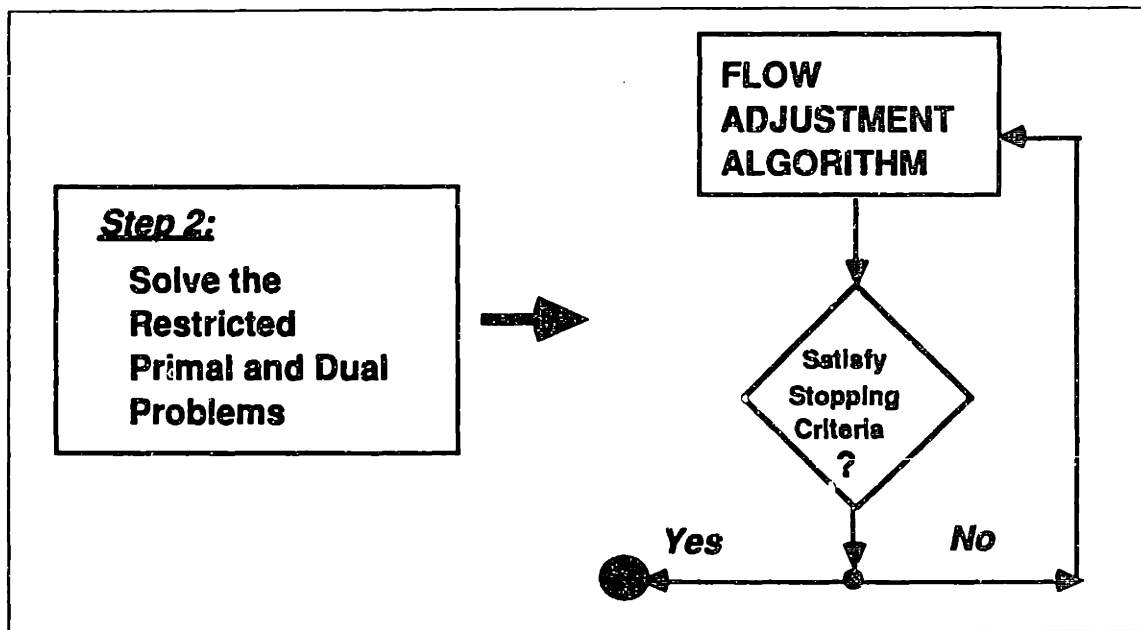 Step 2:
Solve the
Restricted
Primal and Dual
Problems
FLOW
ADJUSTMENT
ALGORITHM
Satisfy
Stopping
Criteria
?
Yes
No